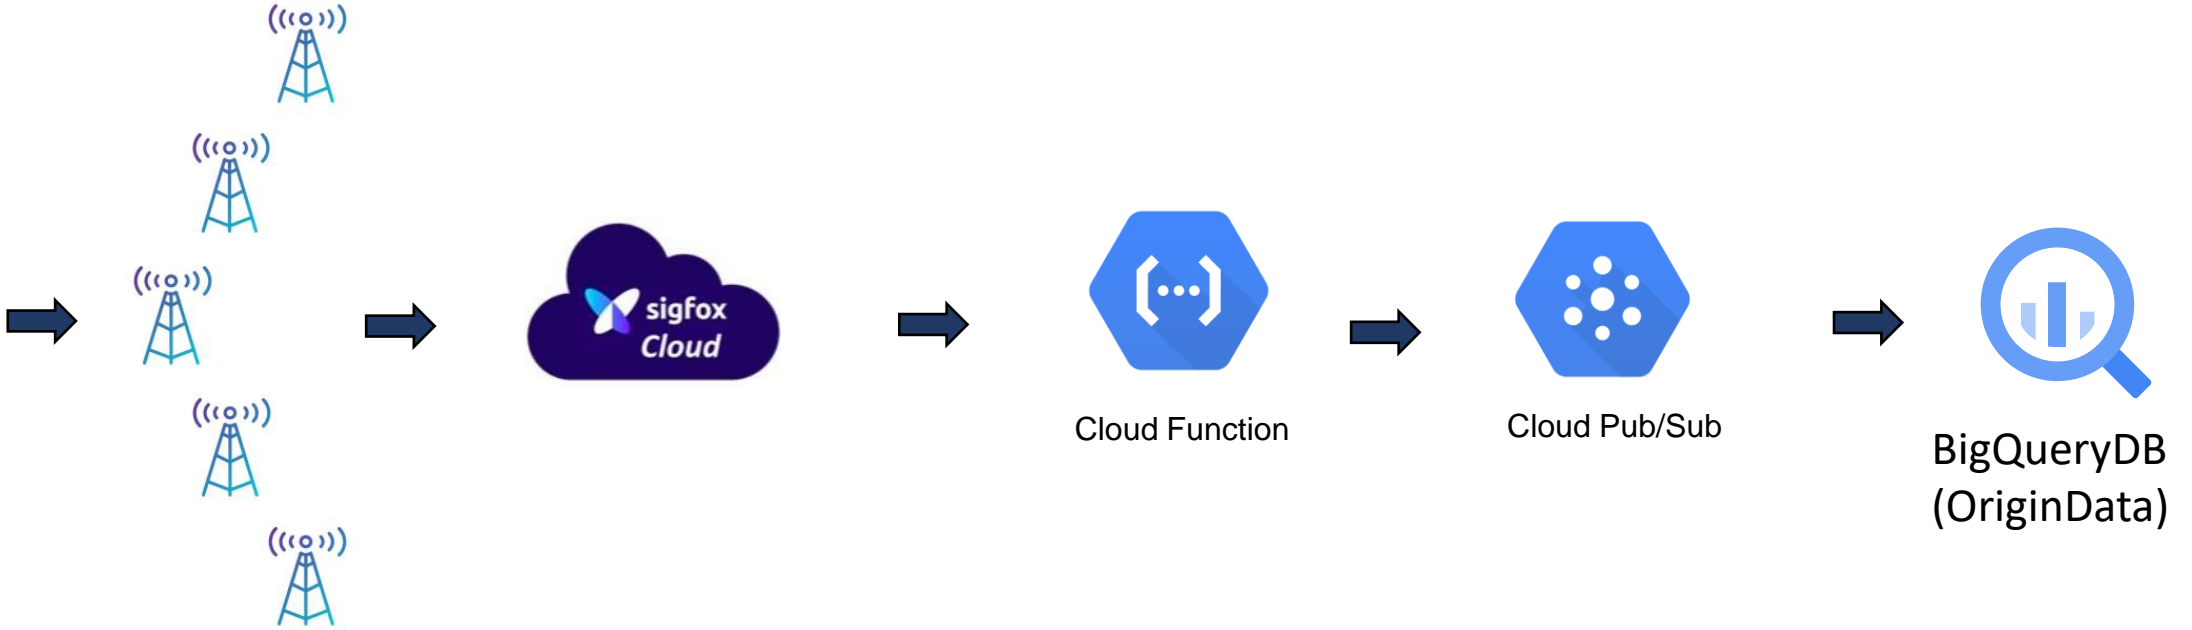 sigfox
Cloud
Cloud Function
Cloud Pub/Sub
BigQueryDB
(OriginData)